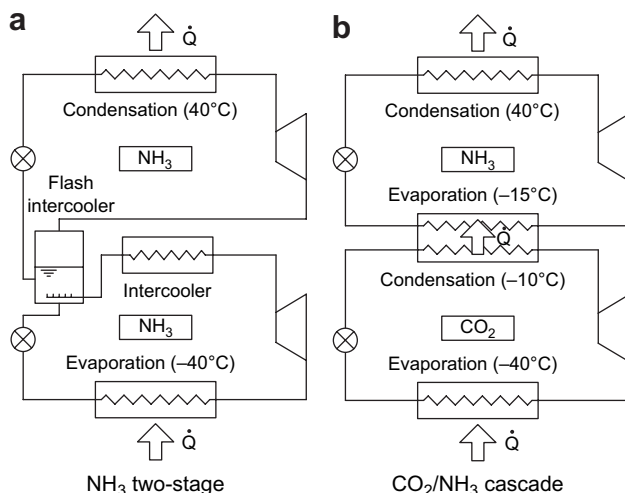 a
Q̇
Condensation (40°C)
NH₃
Flash
intercooler
Intercooler
NH₃
Evaporation (–40°C)
Q̇
NH₃ two-stage
b
Q̇
Condensation (40°C)
NH₃
Evaporation (–15°C)
Q̇
Condensation (–10°C)
CO₂
Evaporation (–40°C)
Q̇
CO₂/NH₃ cascade